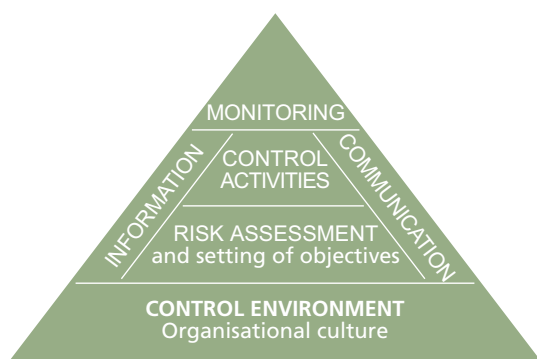 MONITORING
INFORMATION
CONTROL
ACTIVITIES
COMMUNICATION
RISK ASSESSMENT
and setting of objectives
CONTROL ENVIRONMENT
Organisational culture